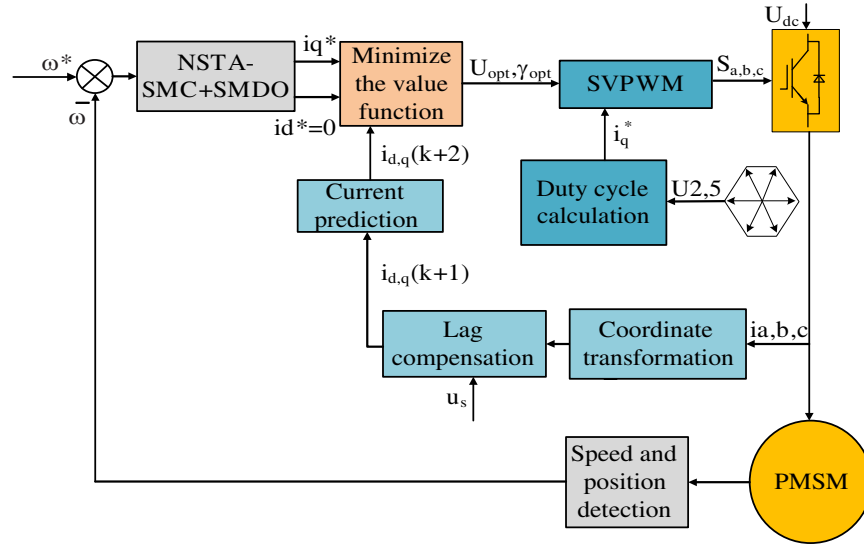 U_dc
ω*
NSTA-
SMC+SMDO
iq*
id*=0
Minimize
the value
function
U_opt,γ_opt
SVPWM
S_a,b,c
ω
i_d,q(k+2)
i_q^*
Current
prediction
Duty cycle
calculation
U2,5
i_d,q(k+1)
Lag
compensation
Coordinate
transformation
ia,b,c
u_s
Speed and
position
detection
PMSM